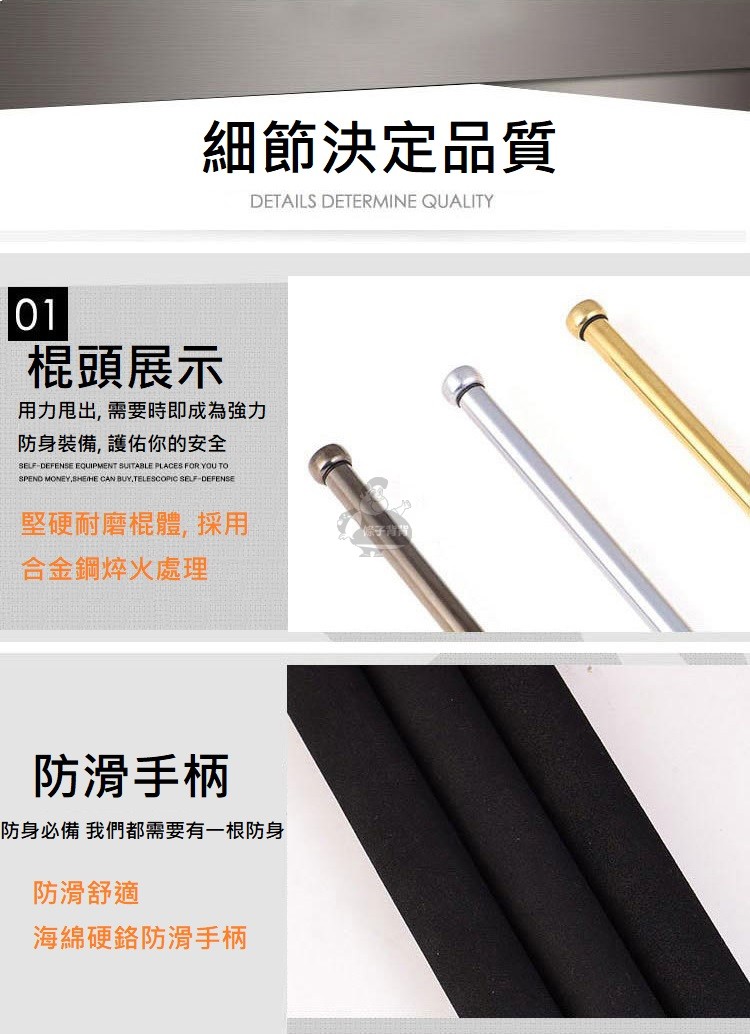 細節決定品質
DETAILS DETERMINE QUALITY
01
棍頭展示
用力甩出, 需要時即成為強力
防身裝備, 護佑你的安全
SELF-DEFENSE EQUIPMENT SUITABLE PLACES FOR YOU TO
SPEND MONEY,SHE/HE CAN BUY,TELESCOPIC SELF-DEFENSE
堅硬耐磨棍體, 採用
合金鋼焠火處理
防滑手柄
防身必備 我們都需要有一根防身
防滑舒適
海綿硬鉻防滑手柄